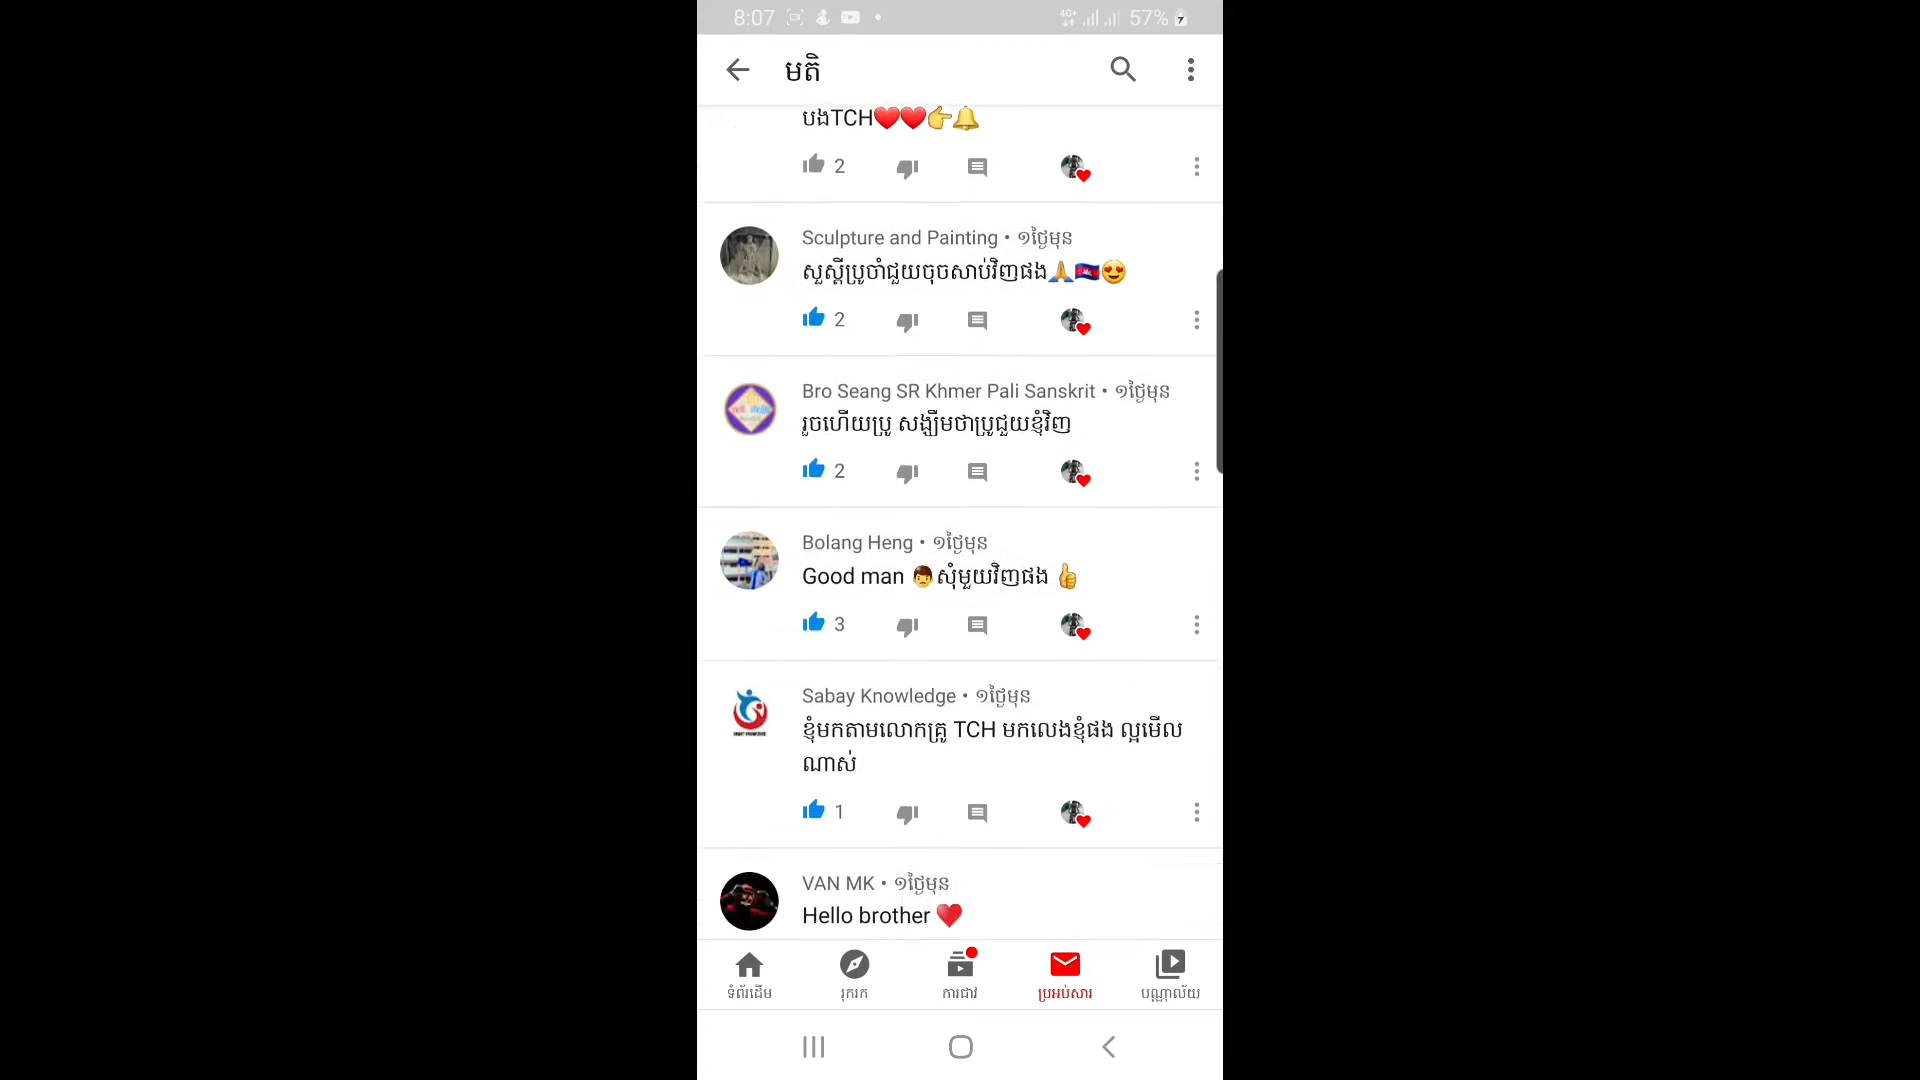 8:07
4G+ 57%
មតិ
បងTCH❤️❤️👉🔔
2
Sculpture and Painting • ១ថ្ងៃមុន
សួស្ដីប្រូចាំជួយចុចសាប់វិញផង🙏🇰🇭😍
2
Bro Seang SR Khmer Pali Sanskrit • ១ថ្ងៃមុន
រួចហើយប្រូ សង្ឃឹមថាប្រូជួយខ្ញុំវិញ
2
Bolang Heng • ១ថ្ងៃមុន
Good man 👨សុំមួយវិញផង 👍
3
Sabay Knowledge • ១ថ្ងៃមុន
ខ្ញុំមកតាមលោកគ្រូ TCH មកលេងខ្ញុំផង ល្អមើល
ណាស់
1
VAN MK • ១ថ្ងៃមុន
Hello brother ♥️
ទំព័រដើម រុករក ការជាវ ប្រអប់សារ បណ្ណាល័យ